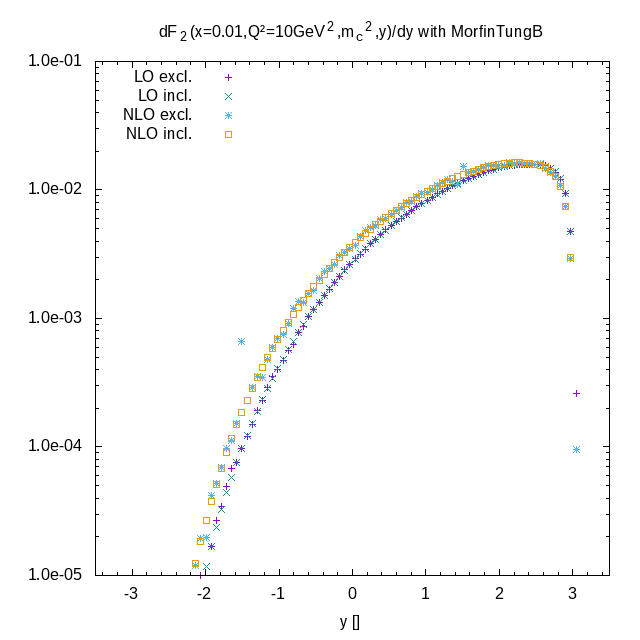 dF₂(x=0.01,Q²=10GeV²,m_c²,y)/dy with MorfinTungB
1.0e-01
LO excl.
LO incl.
NLO excl.
NLO incl.
1.0e-02
1.0e-03
1.0e-04
1.0e-05
-3 -2 -1 0 1 2 3
y []